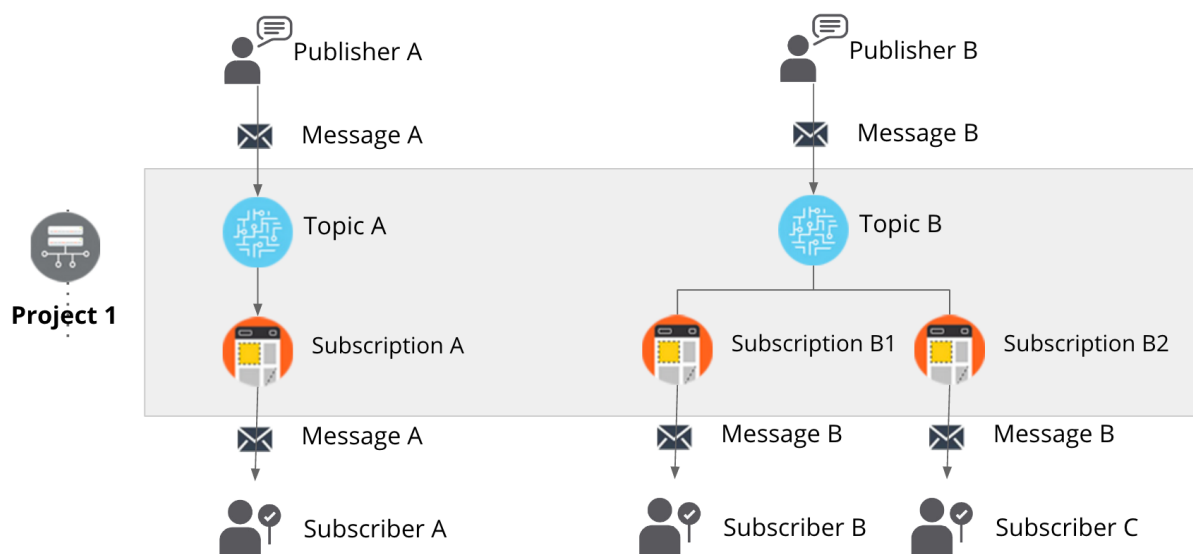 Publisher A
Publisher B
Message A
Message B
Topic A
Topic B
Project 1
Subscription A
Subscription B1
Subscription B2
Message A
Message B
Message B
Subscriber A
Subscriber B
Subscriber C